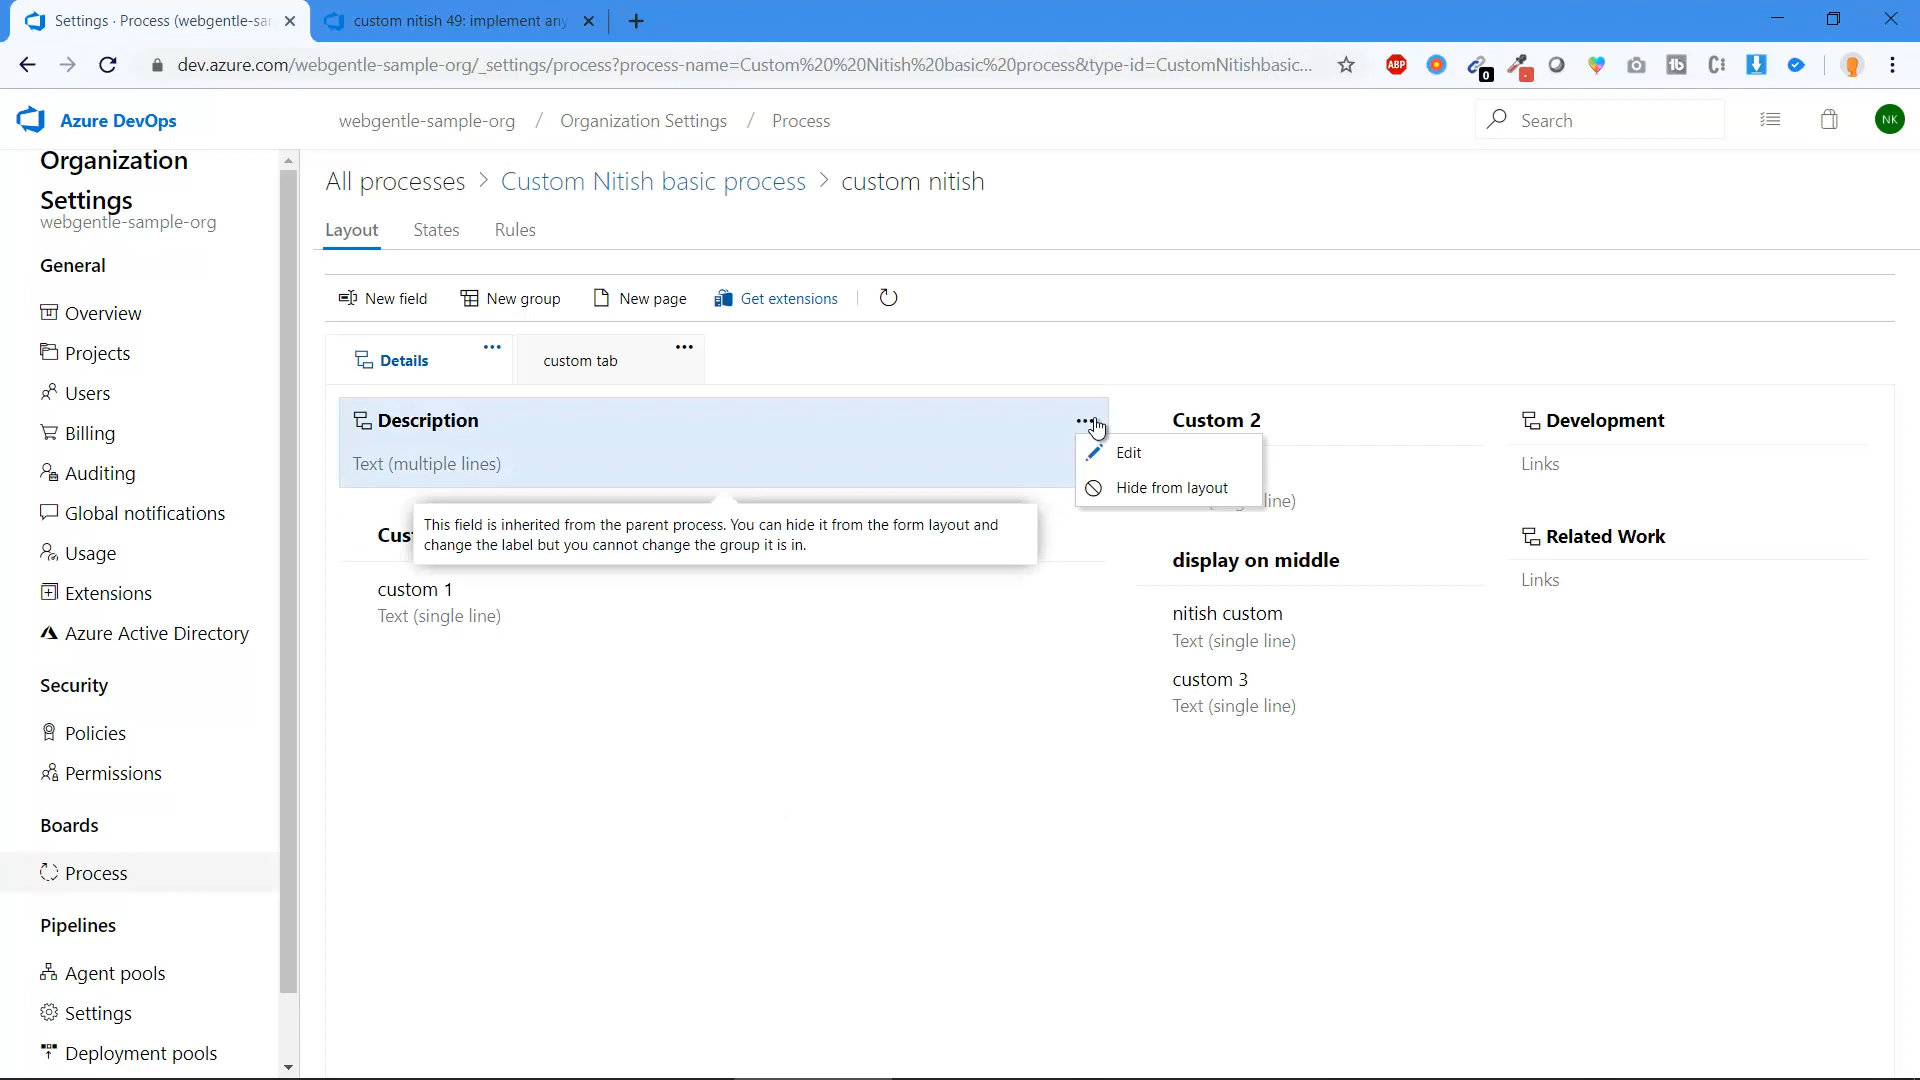 Settings · Process (webgentle-sa
custom nitish 49: implement any
dev.azure.com/webgentle-sample-org/_settings/process?process-name=Custom%20%20Nitish%20basic%20process&type-id=CustomNitishbasic...
ABP
0
Azure DevOps
webgentle-sample-org / Organization Settings / Process
Search
NK
Organization
Settings
webgentle-sample-org
General
Overview
Projects
Users
Billing
Auditing
Global notifications
Usage
Extensions
Azure Active Directory
Security
Policies
Permissions
Boards
Process
Pipelines
Agent pools
Settings
Deployment pools
All processes > Custom Nitish basic process > custom nitish
Layout
States
Rules
New field
New group
New page
Get extensions
Details
custom tab
Description
Text (multiple lines)
Edit
Hide from layout
This field is inherited from the parent process. You can hide it from the form layout and
change the label but you cannot change the group it is in.
custom 1
Text (single line)
Custom 2
line)
display on middle
nitish custom
Text (single line)
custom 3
Text (single line)
Development
Links
Related Work
Links